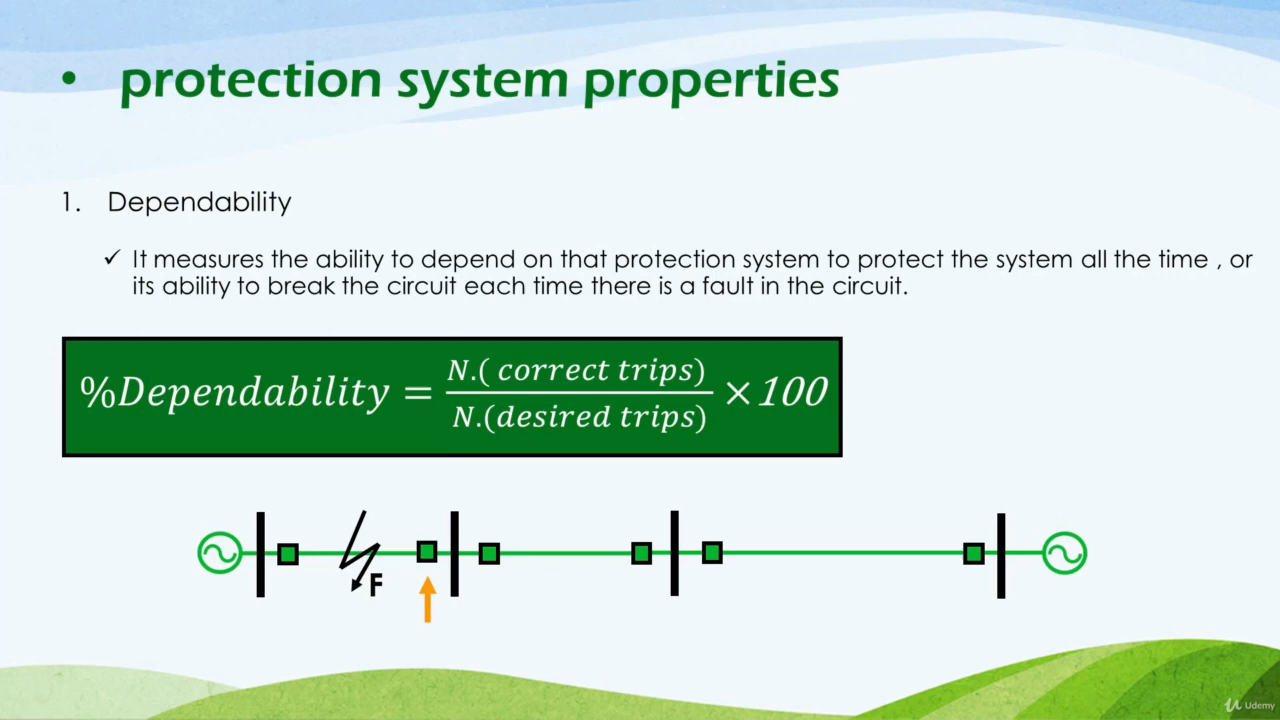 • protection system properties
1. Dependability
✓ It measures the ability to depend on that protection system to protect the system all the time , or
its ability to break the circuit each time there is a fault in the circuit.
%Dependability = N.( correct trips) / N.(desired trips) × 100
F
Udemy